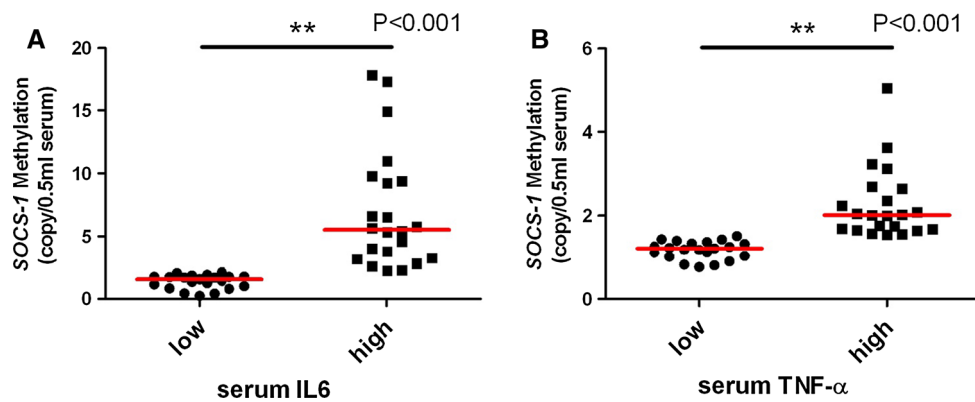 A
** P<0.001
SOCS-1 Methylation
(copy/0.5ml serum)
20
15
10
5
0
low
high
serum IL6
B
** P<0.001
SOCS-1 Methylation
(copy/0.5ml serum)
6
4
2
0
low
high
serum TNF-α